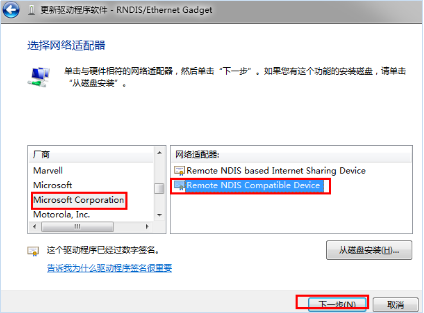 更新驱动程序软件 - RNDIS/Ethernet Gadget
选择网络适配器
单击与硬件相符的网络适配器，然后单击“下一步”。如果您有这个功能的安装磁盘，请单击
“从磁盘安装”。
厂商
Marvell
Microsoft
Microsoft Corporation
Motorola, Inc.
网络适配器:
Remote NDIS based Internet Sharing Device
Remote NDIS Compatible Device
这个驱动程序已经过数字签名。
告诉我为什么驱动程序签名很重要
从磁盘安装(H)...
下一步(N)
取消